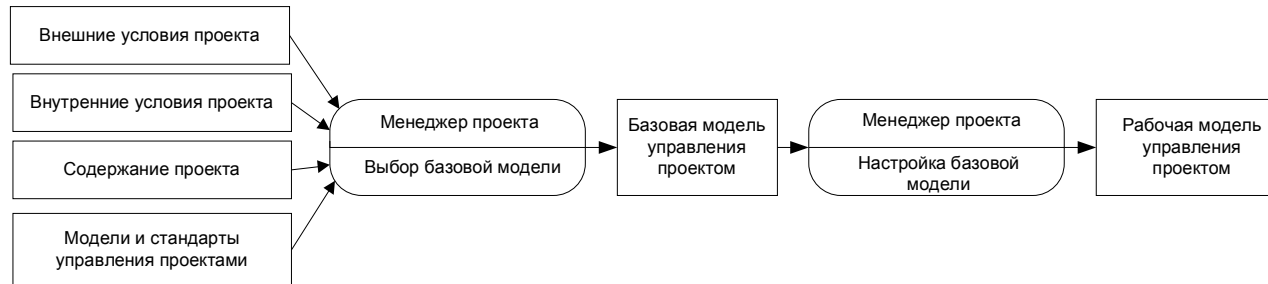 Внешние условия проекта
Внутренние условия проекта
Содержание проекта
Модели и стандарты
управления проектами
Менеджер проекта
Выбор базовой модели
Базовая модель
управления
проектом
Менеджер проекта
Настройка базовой
модели
Рабочая модель
управления
проектом